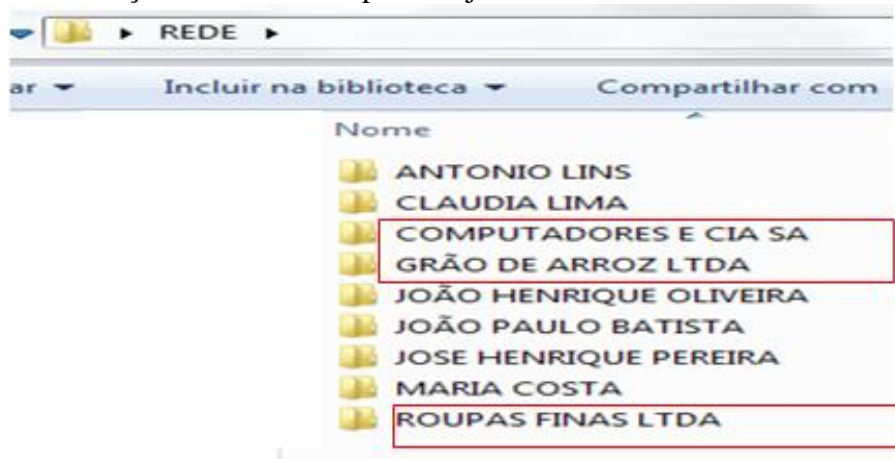 REDE
ar Incluir na biblioteca Compartilhar com
Nome
ANTONIO LINS
CLAUDIA LIMA
COMPUTADORES E CIA SA
GRÃO DE ARROZ LTDA
JOÃO HENRIQUE OLIVEIRA
JOÃO PAULO BATISTA
JOSE HENRIQUE PEREIRA
MARIA COSTA
ROUPAS FINAS LTDA